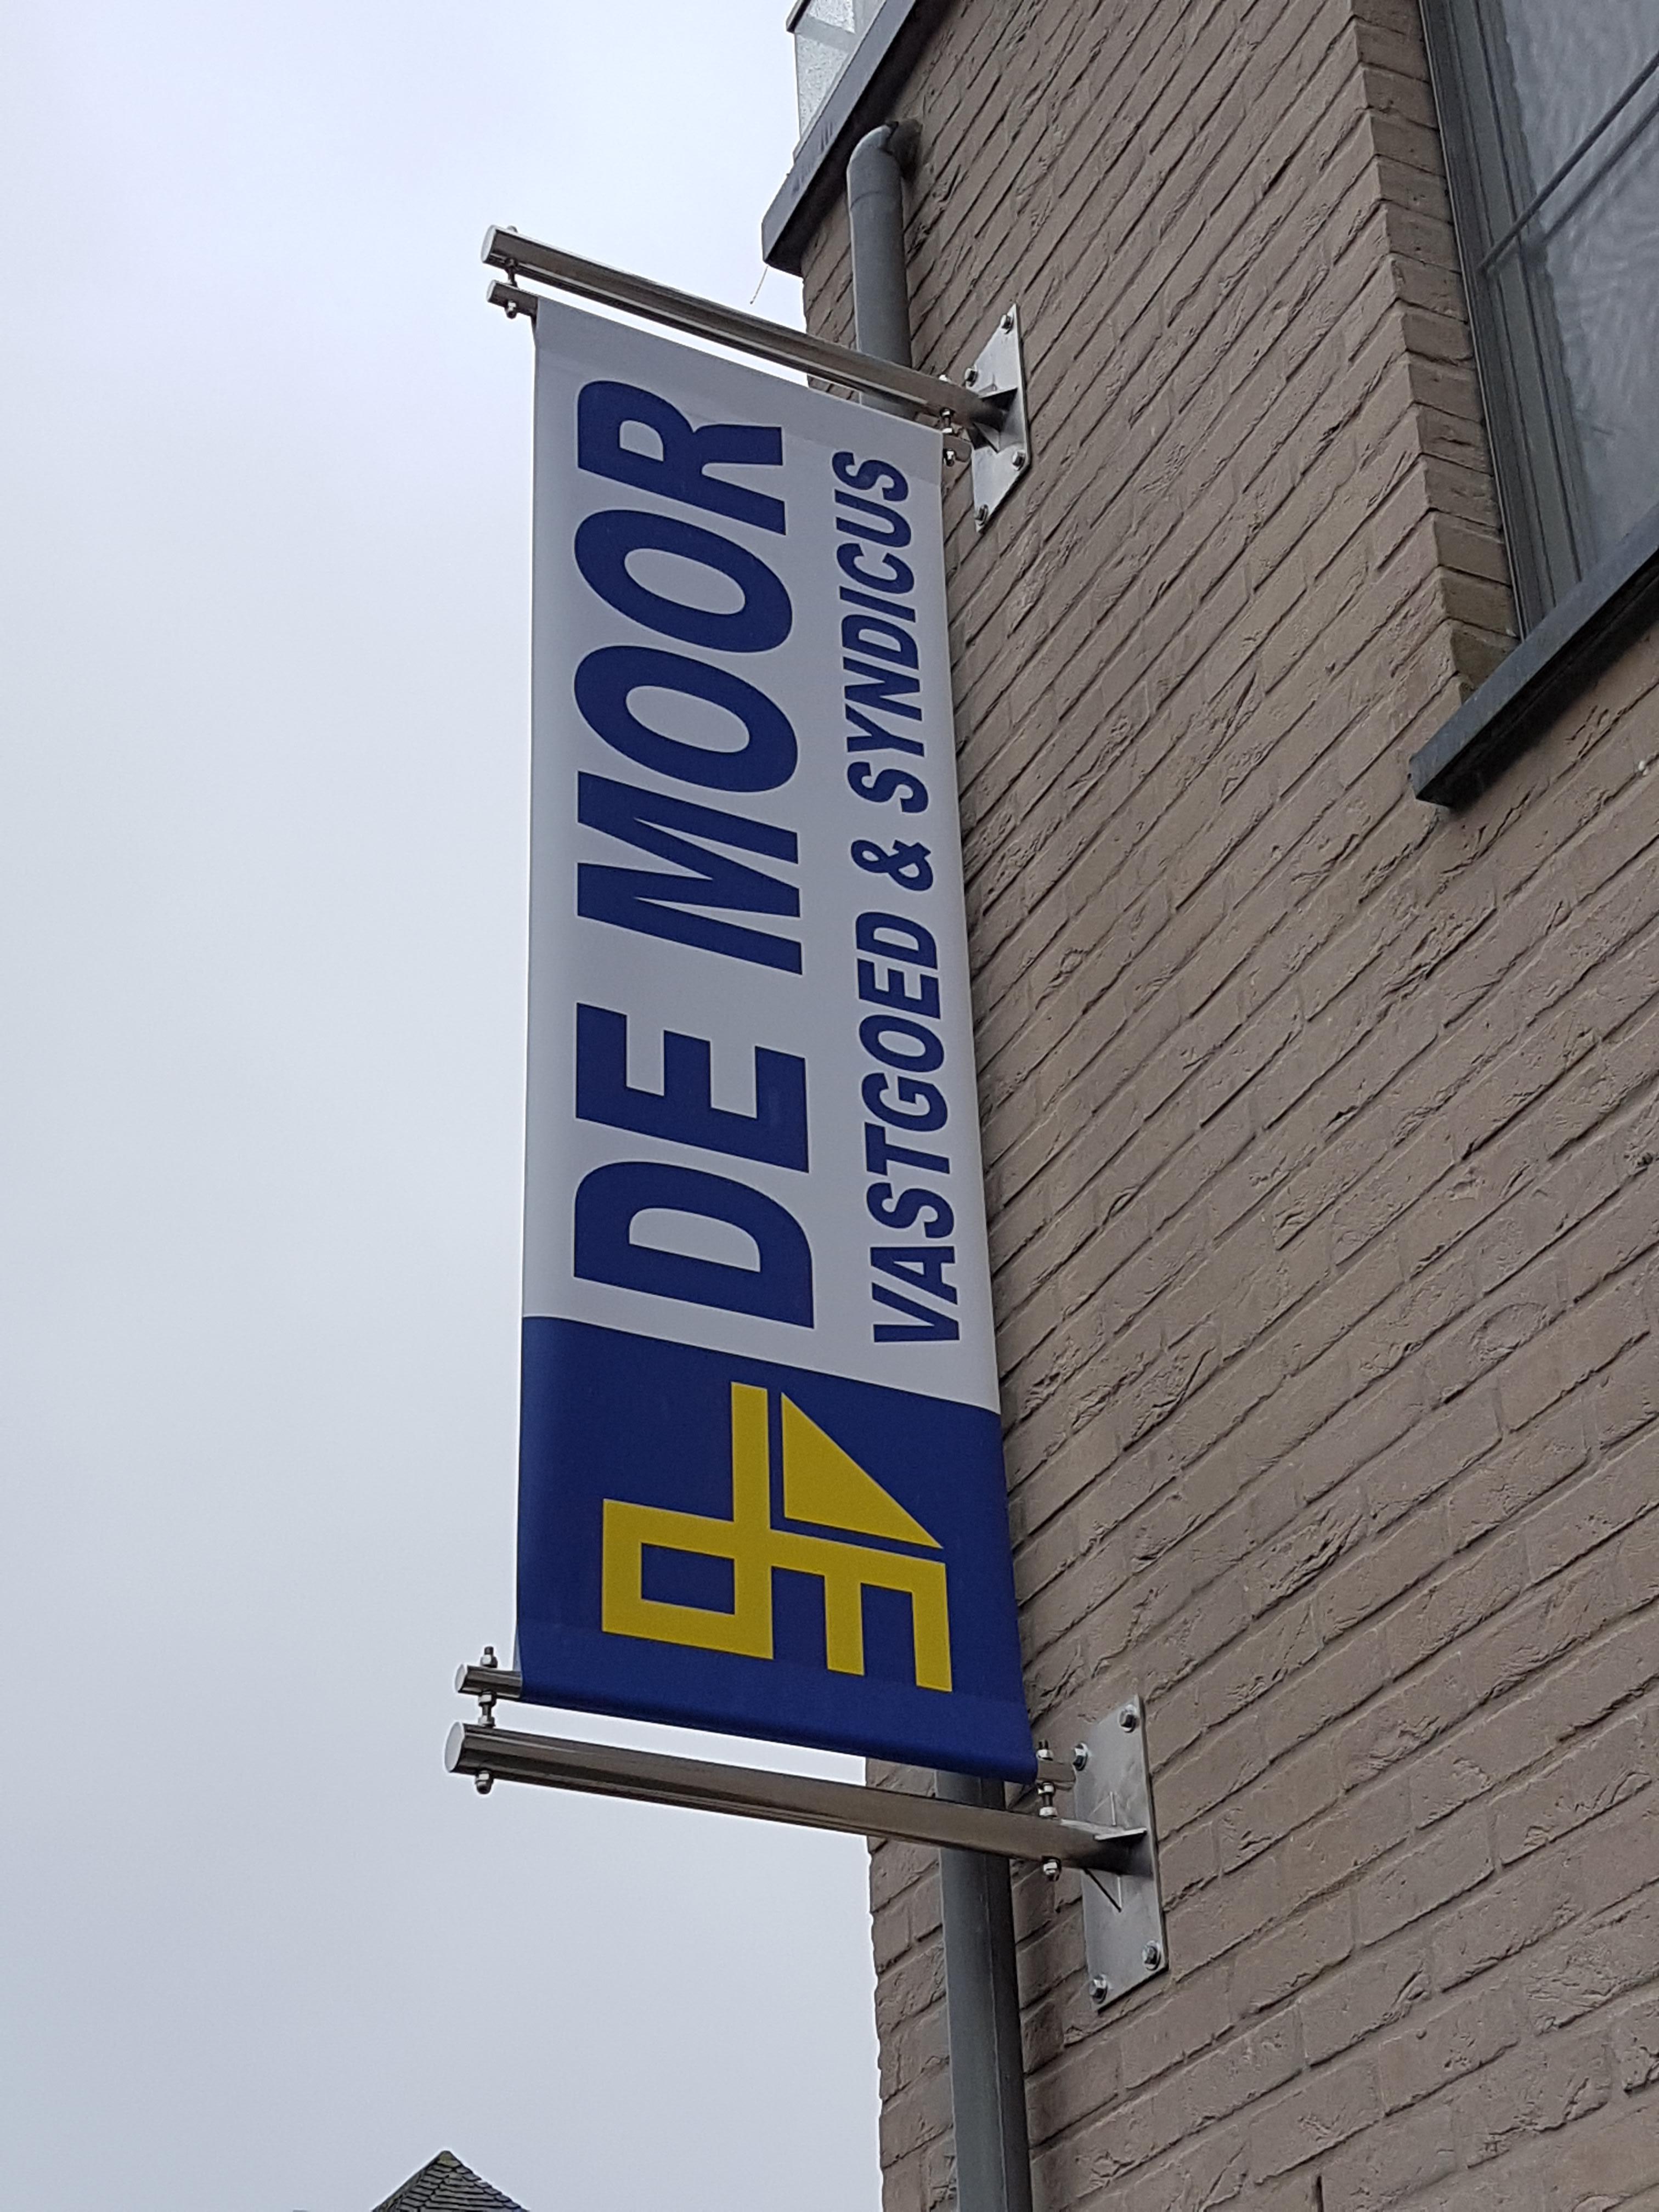 DE MOOR
VASTGOED & SYNDICUS